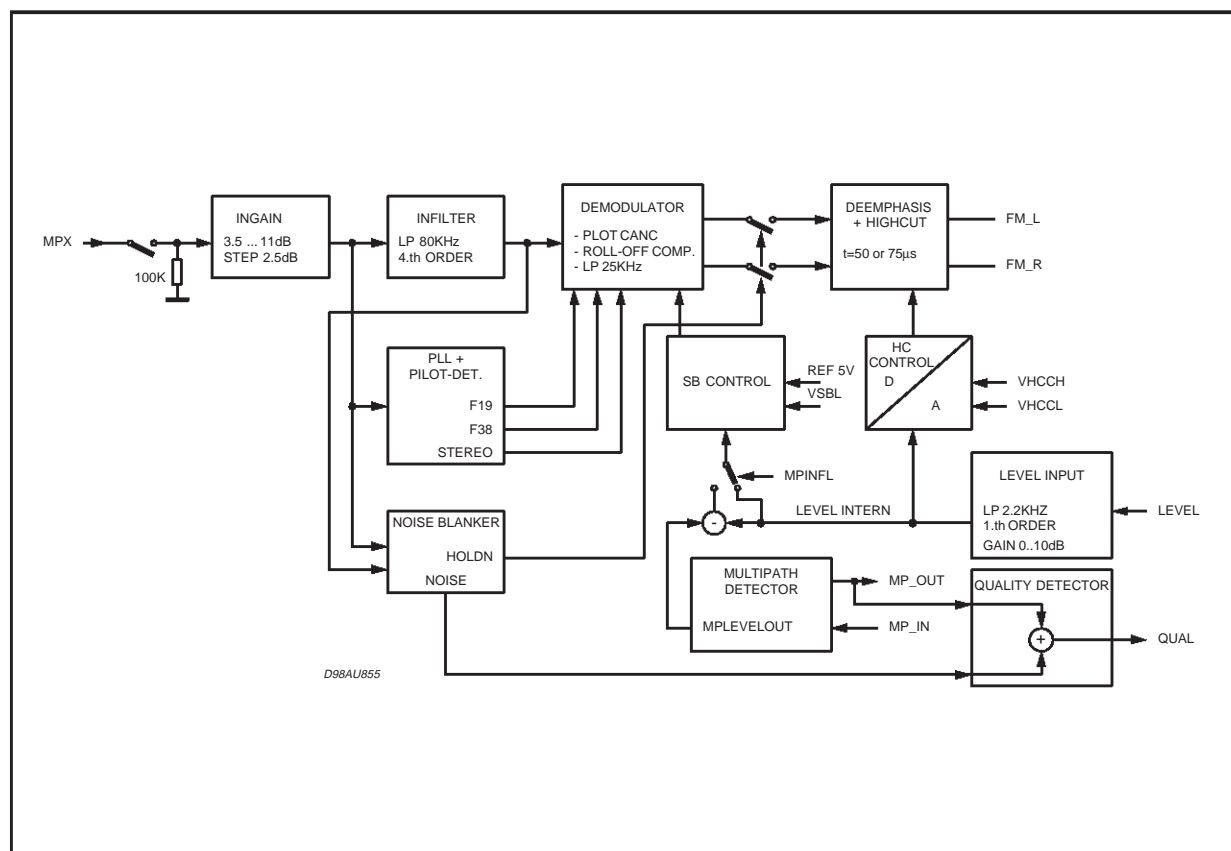 MPX
100K
INGAIN
3.5 ... 11dB
STEP 2.5dB
INFILTER
LP 80KHz
4.th ORDER
DEMODULATOR
- PLOT CANC
- ROLL-OFF COMP.
- LP 25KHz
DEEMPHASIS
+ HIGHCUT
t=50 or 75µs
FM_L
FM_R
PLL +
PILOT-DET.
F19
F38
STEREO
SB CONTROL
REF 5V
VSBL
HC
CONTROL
D
A
VHCCH
VHCCL
MPINFL
-
LEVEL INTERN
LEVEL INPUT
LP 2.2KHZ
1.th ORDER
GAIN 0..10dB
LEVEL
NOISE BLANKER
HOLDN
NOISE
MULTIPATH
DETECTOR
MPLEVELOUT
MP_OUT
MP_IN
QUALITY DETECTOR
+
QUAL
D98AU855